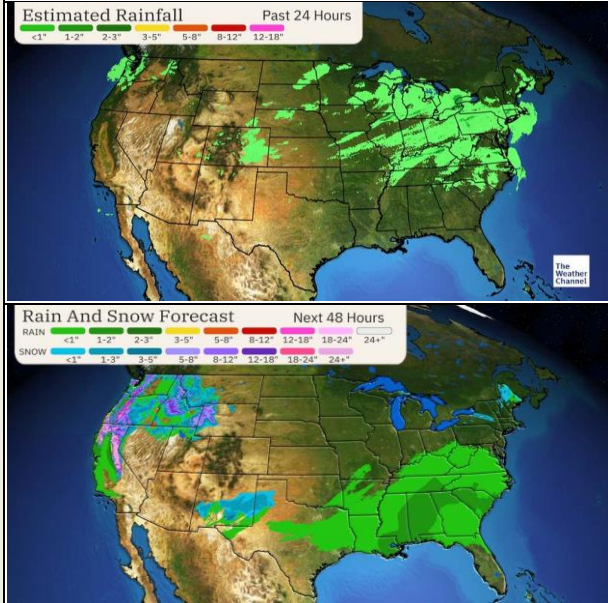 Estimated Rainfall Past 24 Hours
<1" 1-2" 2-3" 3-5" 5-8" 8-12" 12-18"
The
Weather
Channel
Rain And Snow Forecast Next 48 Hours
RAIN
<1" 1-2" 2-3" 3-5" 5-8" 8-12" 12-18" 18-24" 24+"
SNOW
<1" 1-3" 3-5" 5-8" 8-12" 12-18" 18-24" 24+"